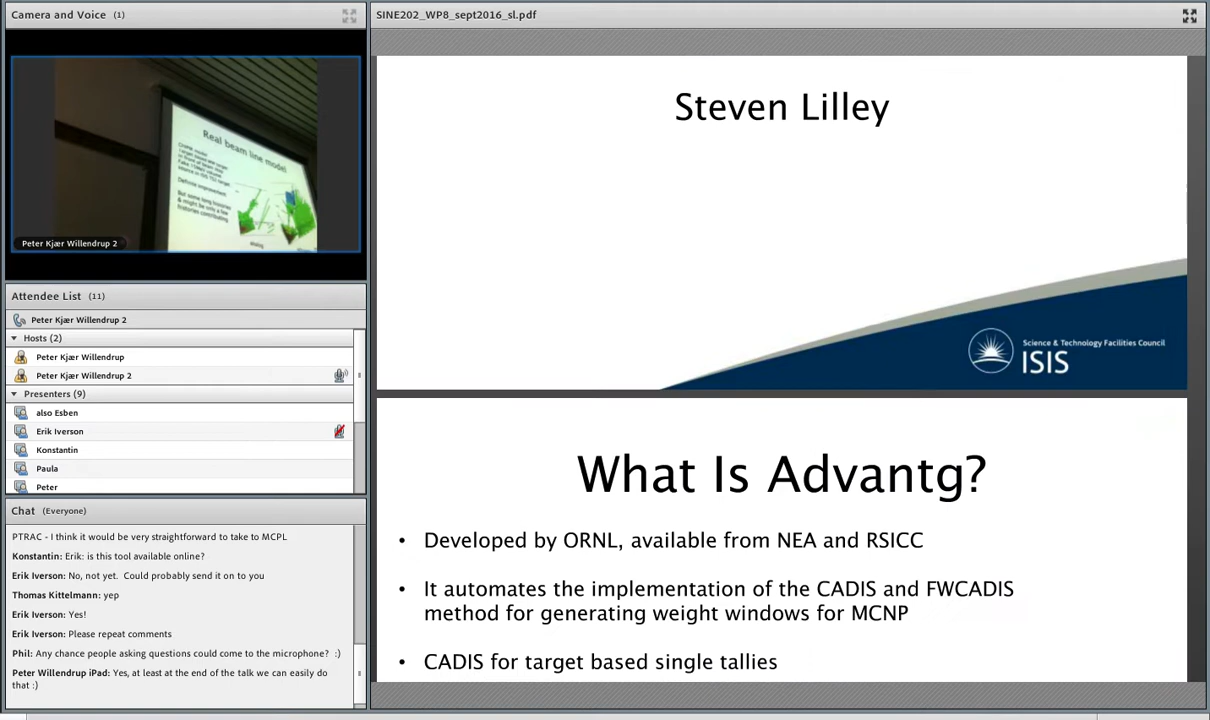 Camera and Voice (1)
SINE202_WP8_sept2016_sl.pdf
Real beam line model
Peter Kjær Willendrup 2
Attendee List (11)
Peter Kjær Willendrup 2
Hosts (2)
Peter Kjær Willendrup
Peter Kjær Willendrup 2
Presenters (9)
also Esben
Erik Iverson
Konstantin
Paula
Peter
Chat (Everyone)
PTRAC - I think it would be very straightforward to take to MCPL
Konstantin: Erik: is this tool available online?
Erik Iverson: No, not yet. Could probably send it on to you
Thomas Kittelmann: yep
Erik Iverson: Yes!
Erik Iverson: Please repeat comments
Phil: Any chance people asking questions could come to the microphone? :)
Peter Willendrup iPad: Yes, at least at the end of the talk we can easily do
that :)
Steven Lilley
Science & Technology Facilities Council
ISIS
What Is Advantg?
• Developed by ORNL, available from NEA and RSICC
• It automates the implementation of the CADIS and FWCADIS
method for generating weight windows for MCNP
• CADIS for target based single tallies